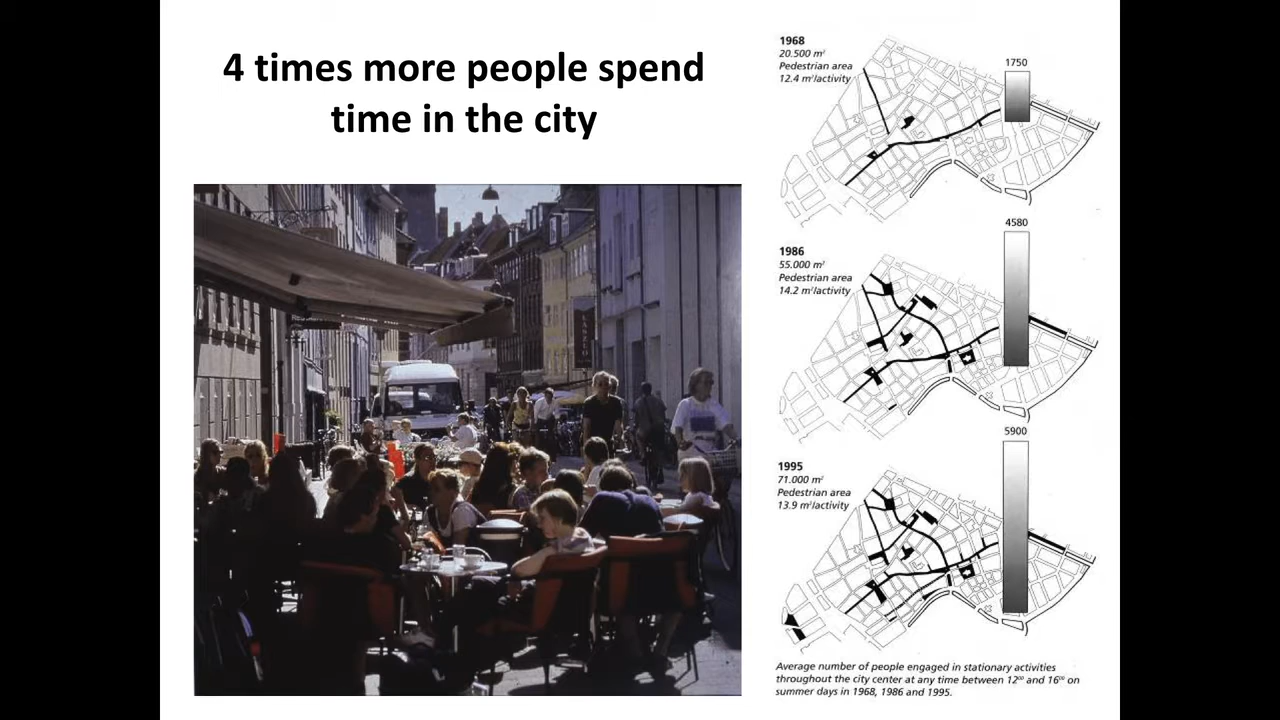 4 times more people spend
time in the city
1968
20.500 m²
Pedestrian area
12.4 m²/activity
1750
1986
55.000 m²
Pedestrian area
14.2 m²/activity
4580
1995
71.000 m²
Pedestrian area
13.9 m²/activity
5900
Average number of people engaged in stationary activities
throughout the city center at any time between 12⁰⁰ and 16⁰⁰ on
summer days in 1968, 1986 and 1995.